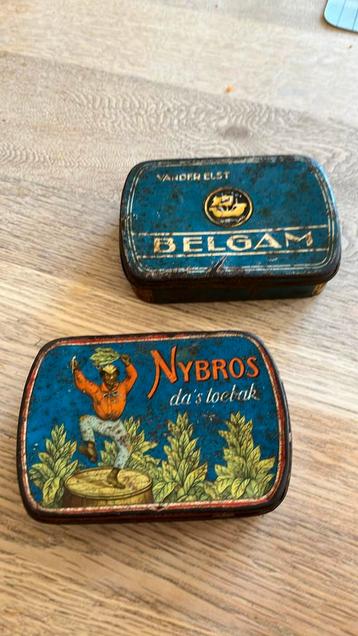 VANDER ELST
BELGAM
NYBROS
da's toebak